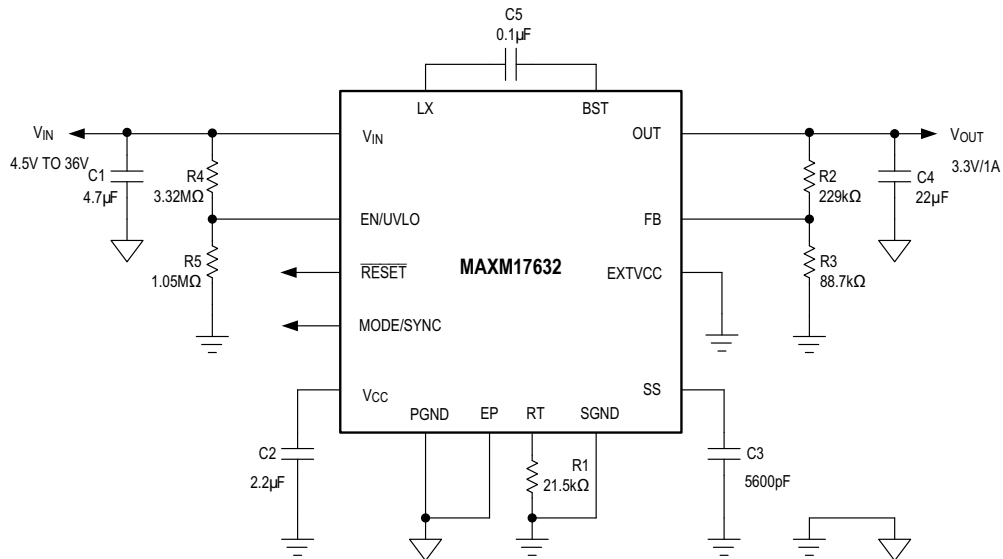 C5
0.1µF
LX
BST
VIN
4.5V TO 36V
VIN
OUT
VOUT
3.3V/1A
C1
4.7µF
R4
3.32MΩ
R2
229kΩ
C4
22µF
EN/UVLO
FB
R5
1.05MΩ
RESET
MAXM17632
EXTVCC
R3
88.7kΩ
MODE/SYNC
VCC
SS
PGND
EP
RT
SGND
C2
2.2µF
R1
21.5kΩ
C3
5600pF